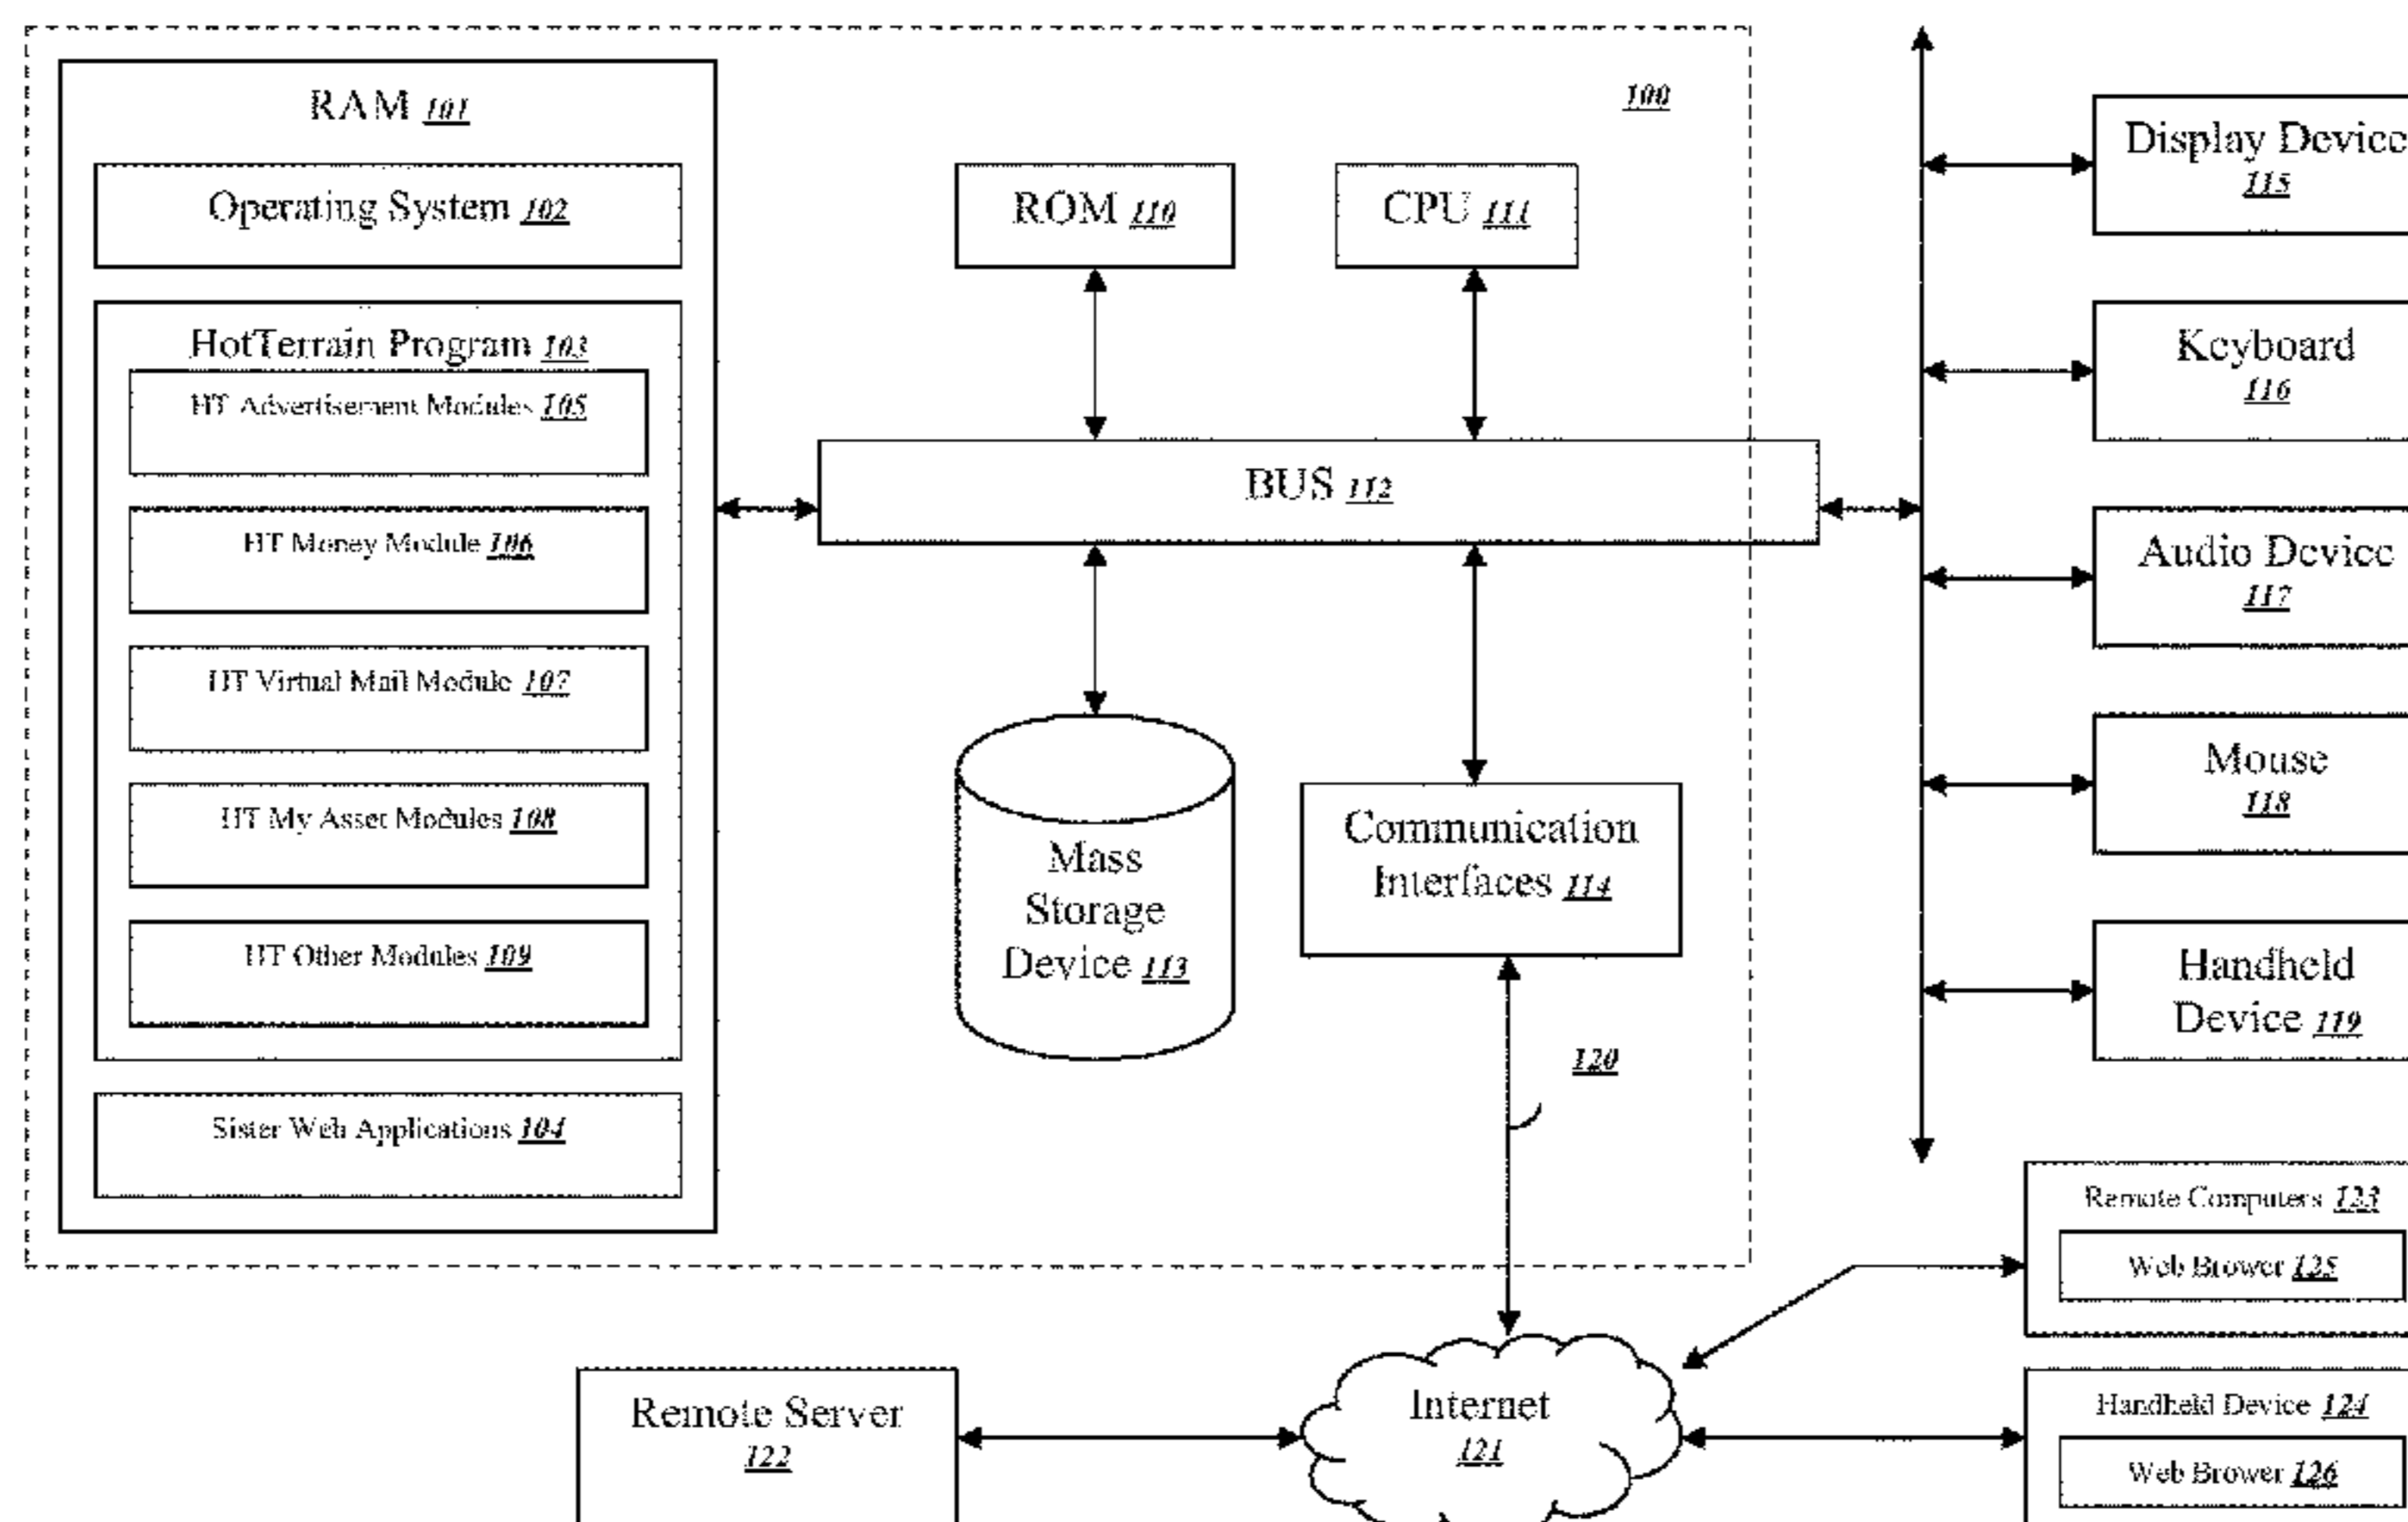 100
RAM 101
Operating System 102
HotTerrain Program 103
HT Advertisement Modules 105
HT Money Module 106
HT Virtual Mail Module 107
HT My Asset Modules 108
HT Other Modules 109
Sister Web Applications 104
ROM 110
CPU 111
BUS 112
Mass
Storage
Device 113
Communication
Interfaces 114
120
Display Device
115
Keyboard
116
Audio Device
117
Mouse
118
Handheld
Device 119
Remote Computers 123
Web Brower 125
Handheld Device 124
Web Brower 126
Internet
121
Remote Server
122